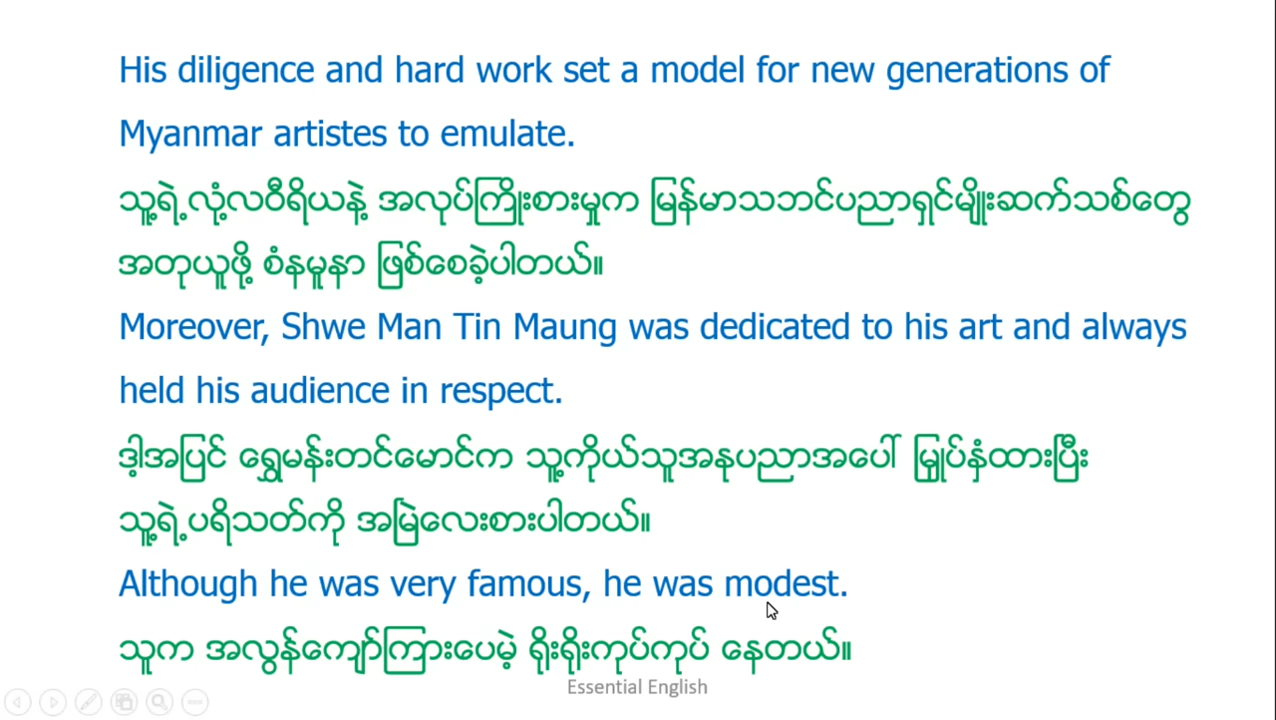 His diligence and hard work set a model for new generations of
Myanmar artistes to emulate.
သူ့ရဲ့လုံ့လဝီရိယနဲ့ အလုပ်ကြိုးစားမှုက မြန်မာသဘင်ပညာရှင်မျိုးဆက်သစ်တွေ
အတုယူဖို့ စံနမူနာ ဖြစ်စေခဲ့ပါတယ်။
Moreover, Shwe Man Tin Maung was dedicated to his art and always
held his audience in respect.
ဒါ့အပြင် ရွှေမန်းတင်မောင်က သူ့ကိုယ်သူအနုပညာအပေါ် မြှုပ်နှံထားပြီး
သူ့ရဲ့ပရိသတ်ကို အမြဲလေးစားပါတယ်။
Although he was very famous, he was modest.
သူက အလွန်ကျော်ကြားပေမဲ့ ရိုးရိုးကုပ်ကုပ် နေတယ်။
Essential English